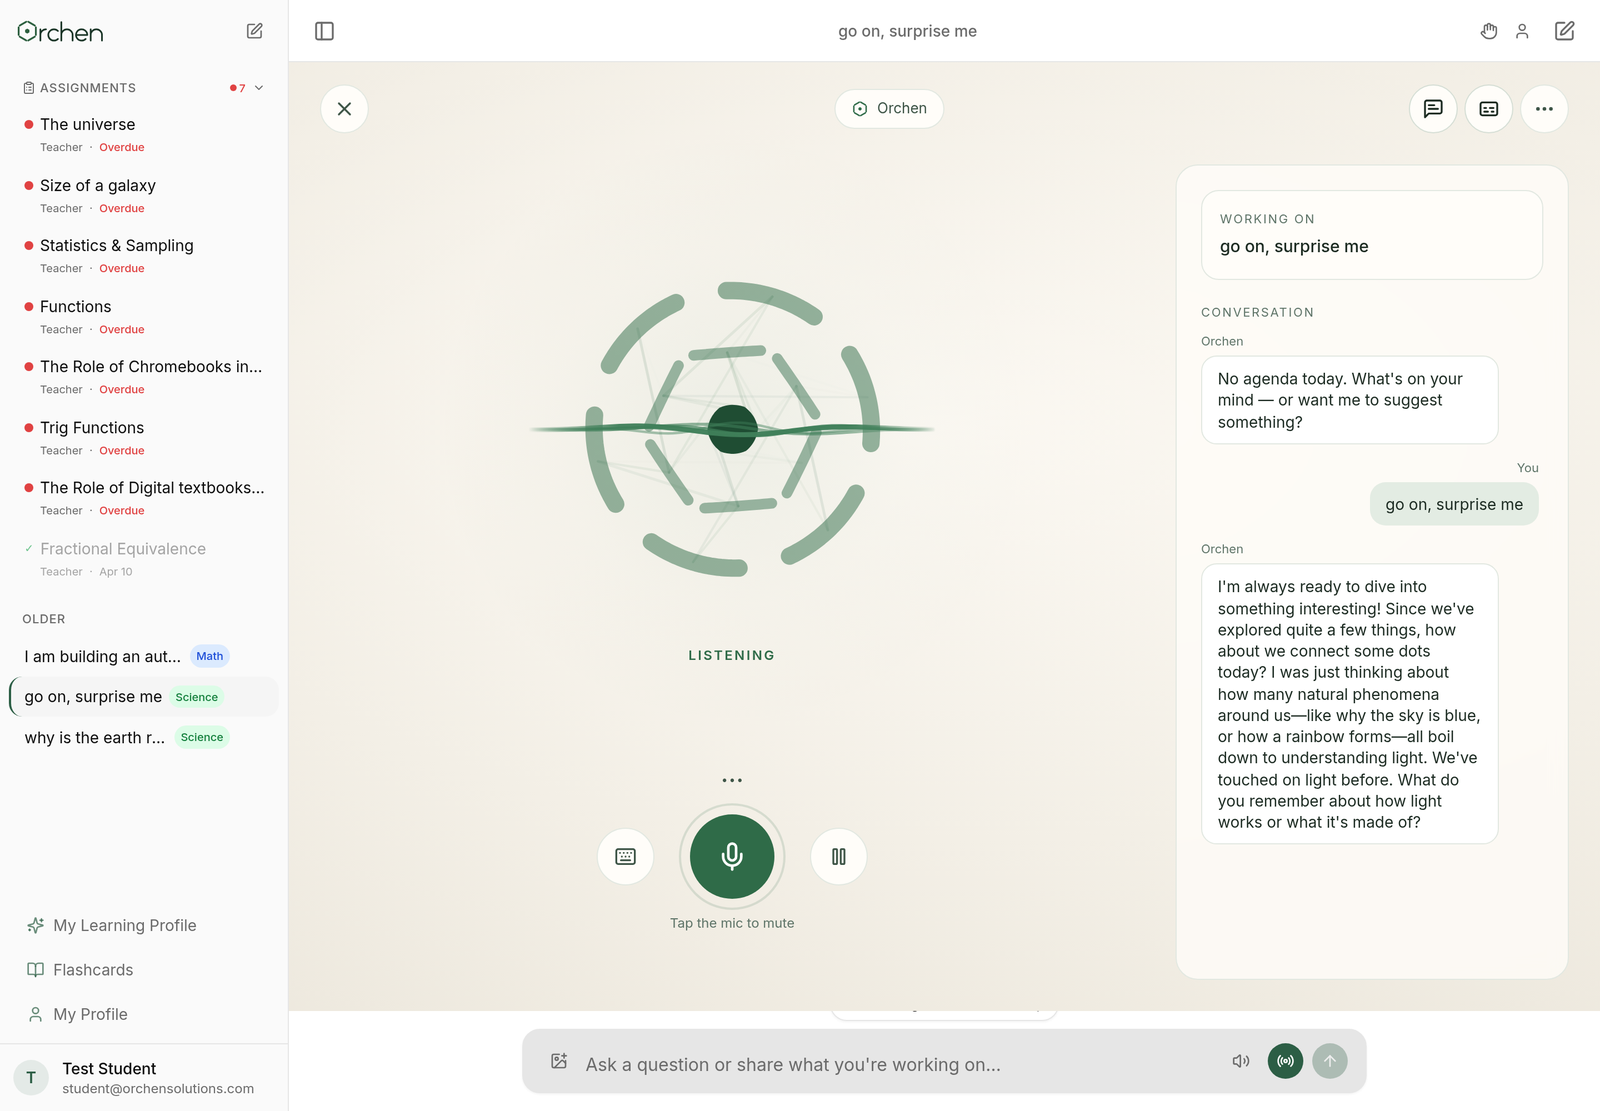 Orchen
ASSIGNMENTS
7
The universe
Teacher · Overdue
Size of a galaxy
Teacher · Overdue
Statistics & Sampling
Teacher · Overdue
Functions
Teacher · Overdue
The Role of Chromebooks in...
Teacher · Overdue
Trig Functions
Teacher · Overdue
The Role of Digital textbooks...
Teacher · Overdue
Fractional Equivalence
Teacher · Apr 10
OLDER
I am building an aut... Math
go on, surprise me Science
why is the earth r... Science
My Learning Profile
Flashcards
My Profile
T
Test Student
student@orchensolutions.com
go on, surprise me
Orchen
LISTENING
Tap the mic to mute
WORKING ON
go on, surprise me
CONVERSATION
Orchen
No agenda today. What's on your
mind — or want me to suggest
something?
You
go on, surprise me
Orchen
I'm always ready to dive into
something interesting! Since we've
explored quite a few things, how
about we connect some dots
today? I was just thinking about
how many natural phenomena
around us—like why the sky is blue,
or how a rainbow forms—all boil
down to understanding light. We've
touched on light before. What do
you remember about how light
works or what it's made of?
Ask a question or share what you're working on...